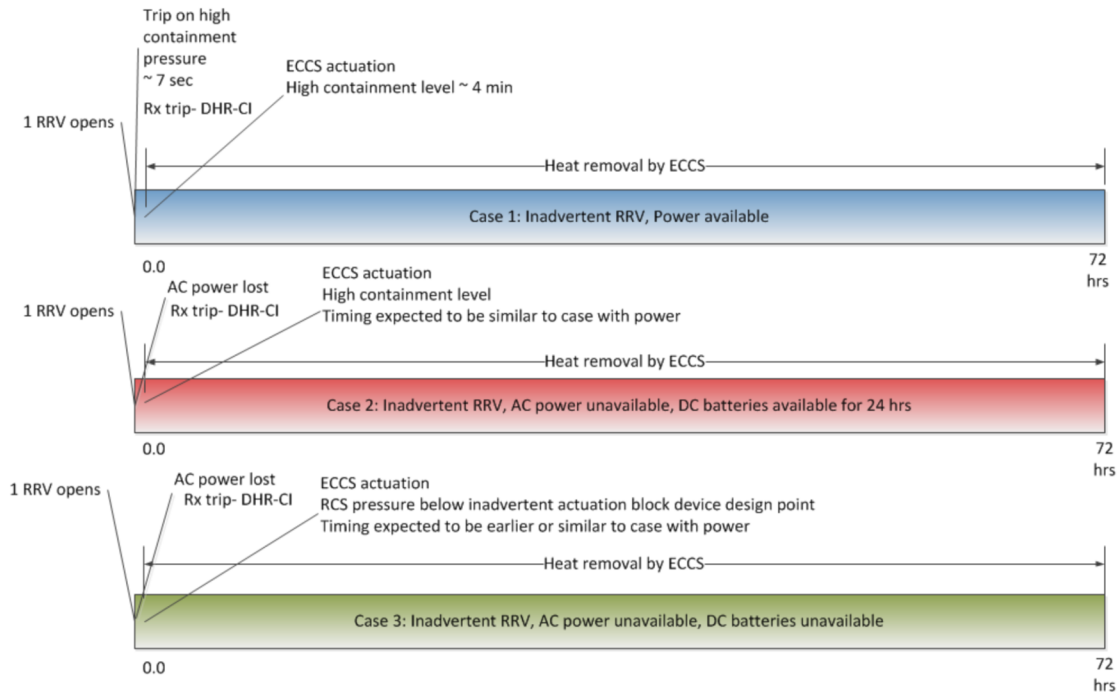 Trip on high
containment
pressure
~ 7 sec
Rx trip- DHR-CI
ECCS actuation
High containment level ~ 4 min
1 RRV opens
Heat removal by ECCS
Case 1: Inadvertent RRV, Power available
0.0
72
hrs
AC power lost
Rx trip- DHR-CI
ECCS actuation
High containment level
Timing expected to be similar to case with power
1 RRV opens
Heat removal by ECCS
Case 2: Inadvertent RRV, AC power unavailable, DC batteries available for 24 hrs
0.0
72
hrs
AC power lost
Rx trip- DHR-CI
ECCS actuation
RCS pressure below inadvertent actuation block device design point
Timing expected to be earlier or similar to case with power
1 RRV opens
Heat removal by ECCS
Case 3: Inadvertent RRV, AC power unavailable, DC batteries unavailable
0.0
72
hrs